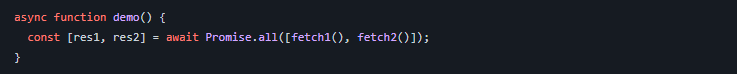 async function demo() {
  const [res1, res2] = await Promise.all([fetch1(), fetch2()]);
}